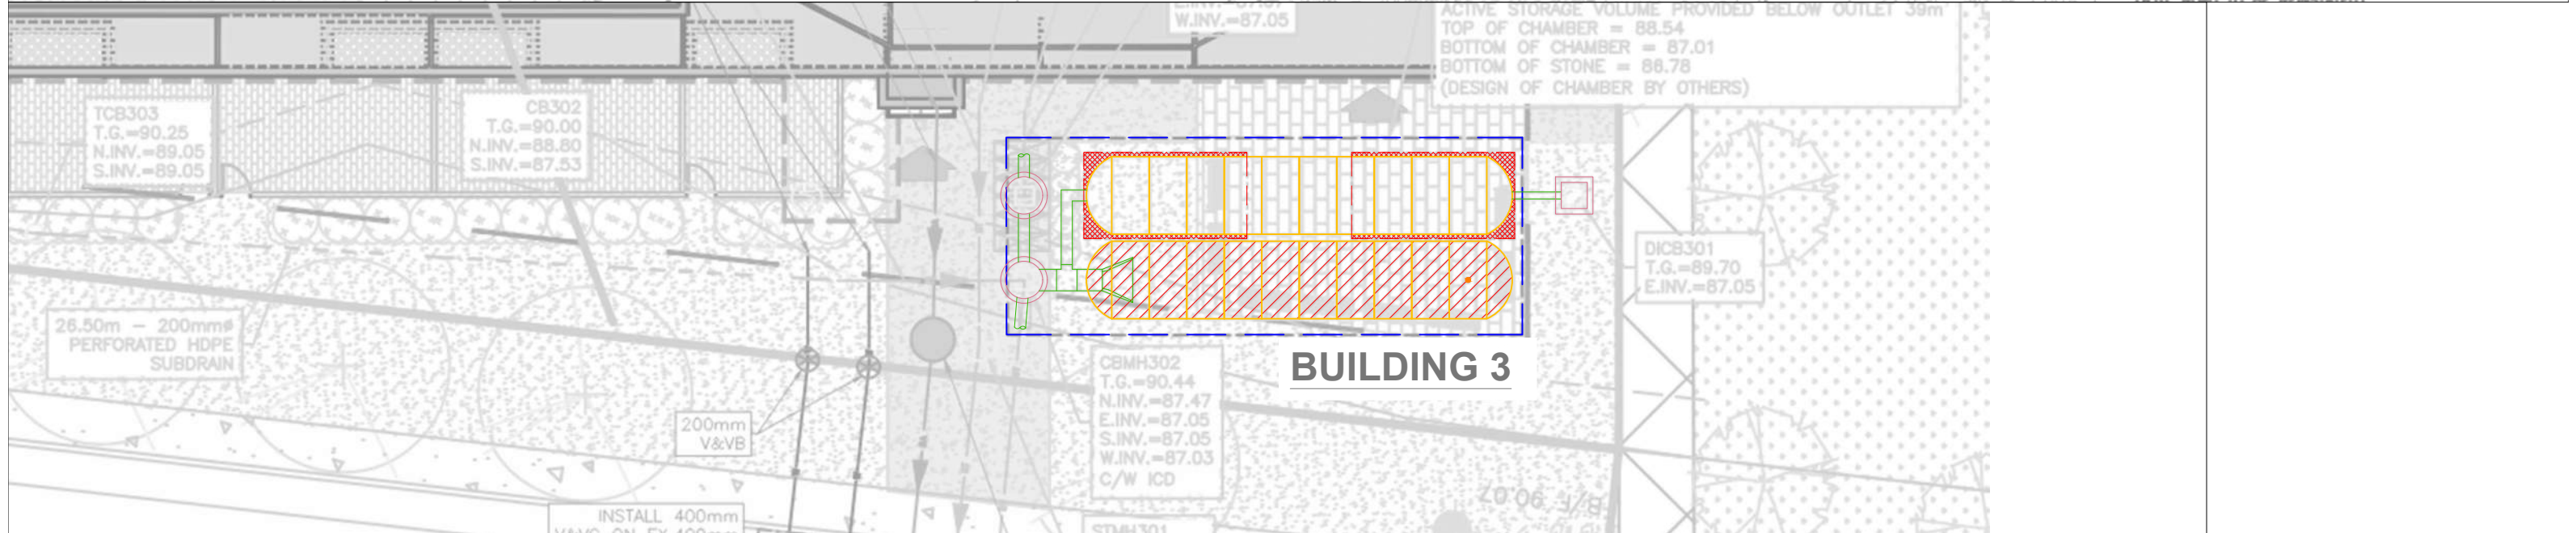 W.INV.=87.05
ACTIVE STORAGE VOLUME PROVIDED BELOW OUTLET 39m³
TOP OF CHAMBER = 88.54
BOTTOM OF CHAMBER = 87.01
BOTTOM OF STONE = 86.78
(DESIGN OF CHAMBER BY OTHERS)
TCB303
T.G.=90.25
N.INV.=89.05
S.INV.=89.05
CB302
T.G.=90.00
N.INV.=88.80
S.INV.=87.53
DICB301
T.G.=89.70
E.INV.=87.05
26.50m – 200mmø
PERFORATED HDPE
SUBDRAIN
BUILDING 3
CBMH302
T.G.=90.44
N.INV.=87.47
E.INV.=87.05
S.INV.=87.05
W.INV.=87.03
C/W ICD
200mm
V&VB
B/F 90.07
INSTALL 400mm
STMH301